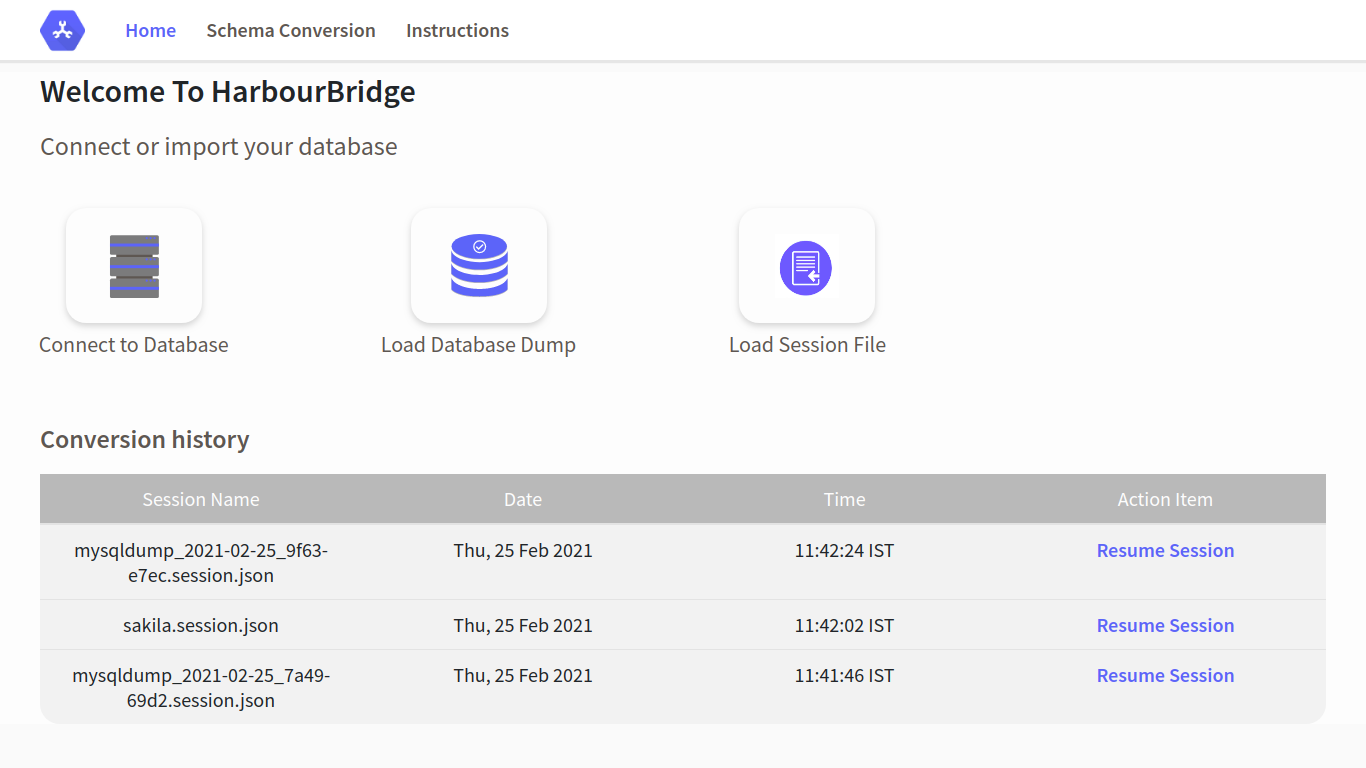 Home Schema Conversion Instructions
Welcome To HarbourBridge
Connect or import your database
Connect to Database Load Database Dump Load Session File
Conversion history
Session Name Date Time Action Item
mysqldump_2021-02-25_9f63- Thu, 25 Feb 2021 11:42:24 IST Resume Session
e7ec.session.json
sakila.session.json Thu, 25 Feb 2021 11:42:02 IST Resume Session
mysqldump_2021-02-25_7a49- Thu, 25 Feb 2021 11:41:46 IST Resume Session
69d2.session.json